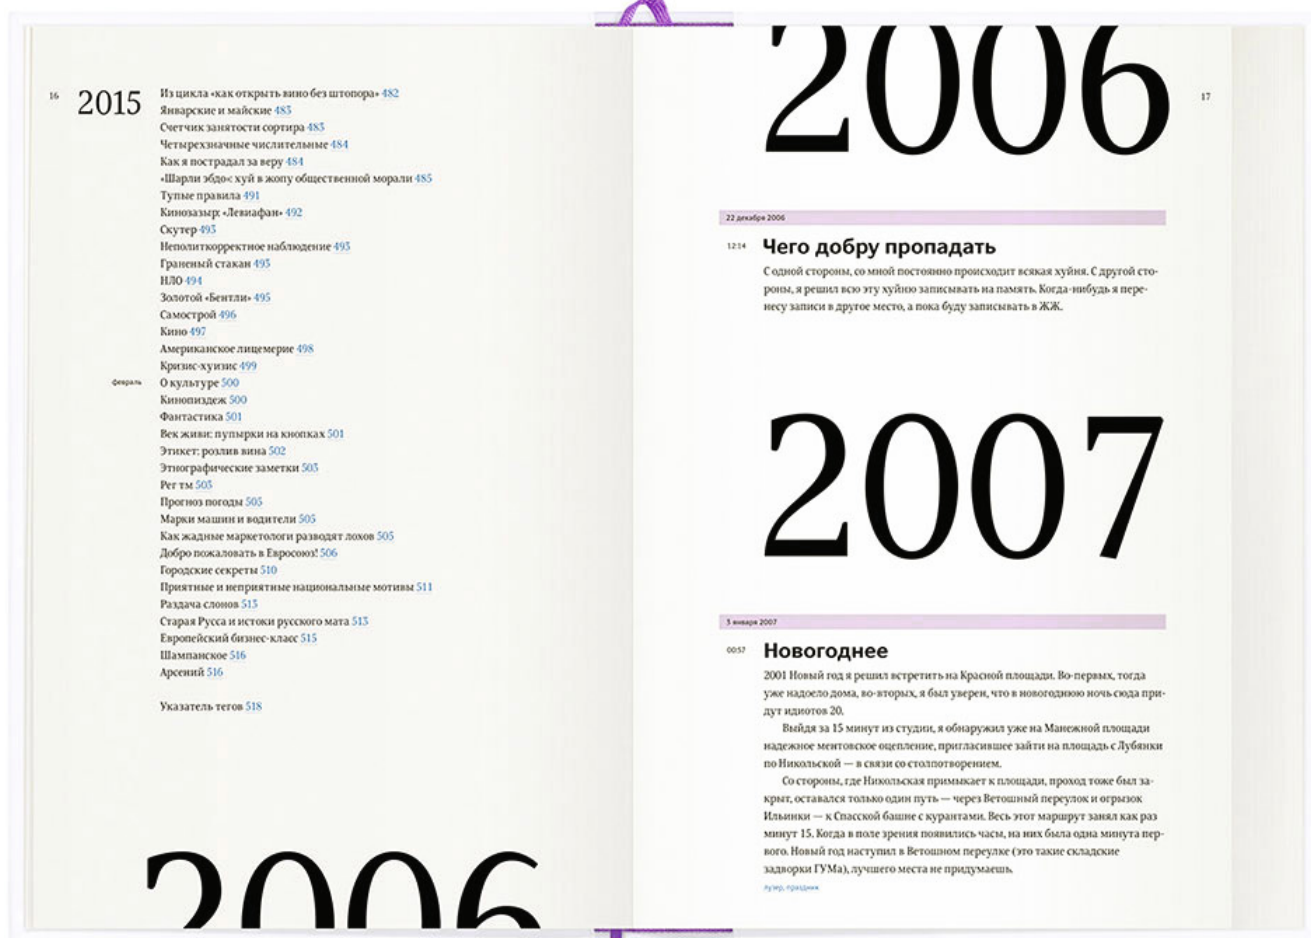 16
2015
Из цикла «как открыть вино без штопора» 482
Январские и майские 483
Счетчик занятости сортира 483
Четырехзначные числительные 484
Как я пострадал за веру 484
«Шарли эбдо»: хуй в жопу общественной морали 485
Тупые правила 491
Кинозазыр: «Левиафан» 492
Скутер 493
Неполиткорректное наблюдение 493
Граненый стакан 493
НЛО 494
Золотой «Бентли» 495
Самострой 496
Кино 497
Американское лицемерие 498
Кризис-хуизис 499
февраль
О культуре 500
Кинопиздеж 500
Фантастика 501
Век живи: пупырки на кнопках 501
Этикет: розлив вина 502
Этнографические заметки 503
Рег тм 503
Прогноз погоды 505
Марки машин и водители 505
Как жадные маркетологи разводят лохов 505
Добро пожаловать в Евросоюз! 506
Городские секреты 510
Приятные и неприятные национальные мотивы 511
Раздача слонов 513
Старая Русса и истоки русского мата 513
Европейский бизнес-класс 515
Шампанское 516
Арсений 516
Указатель тегов 518
2006
2006
17
22 декабря 2006
12:14
Чего добру пропадать
С одной стороны, со мной постоянно происходит всякая хуйня. С другой сто-
роны, я решил всю эту хуйню записывать на память. Когда-нибудь я пере-
несу записи в другое место, а пока буду записывать в ЖЖ.
2007
3 января 2007
00:57
Новогоднее
2001 Новый год я решил встретить на Красной площади. Во-первых, тогда
уже надоело дома, во-вторых, я был уверен, что в новогоднюю ночь сюда при-
дут идиотов 20.
Выйдя за 15 минут из студии, я обнаружил уже на Манежной площади
надежное ментовское оцепление, пригласившее зайти на площадь с Лубянки
по Никольской — в связи со столпотворением.
Со стороны, где Никольская примыкает к площади, проход тоже был за-
крыт, оставался только один путь — через Ветошный переулок и огрызок
Ильинки — к Спасской башне с курантами. Весь этот маршрут занял как раз
минут 15. Когда в поле зрения появились часы, на них была одна минута пер-
вого. Новый год наступил в Ветошном переулке (это такие складские
задворки ГУМа), лучшего места не придумаешь.
лузер, праздник